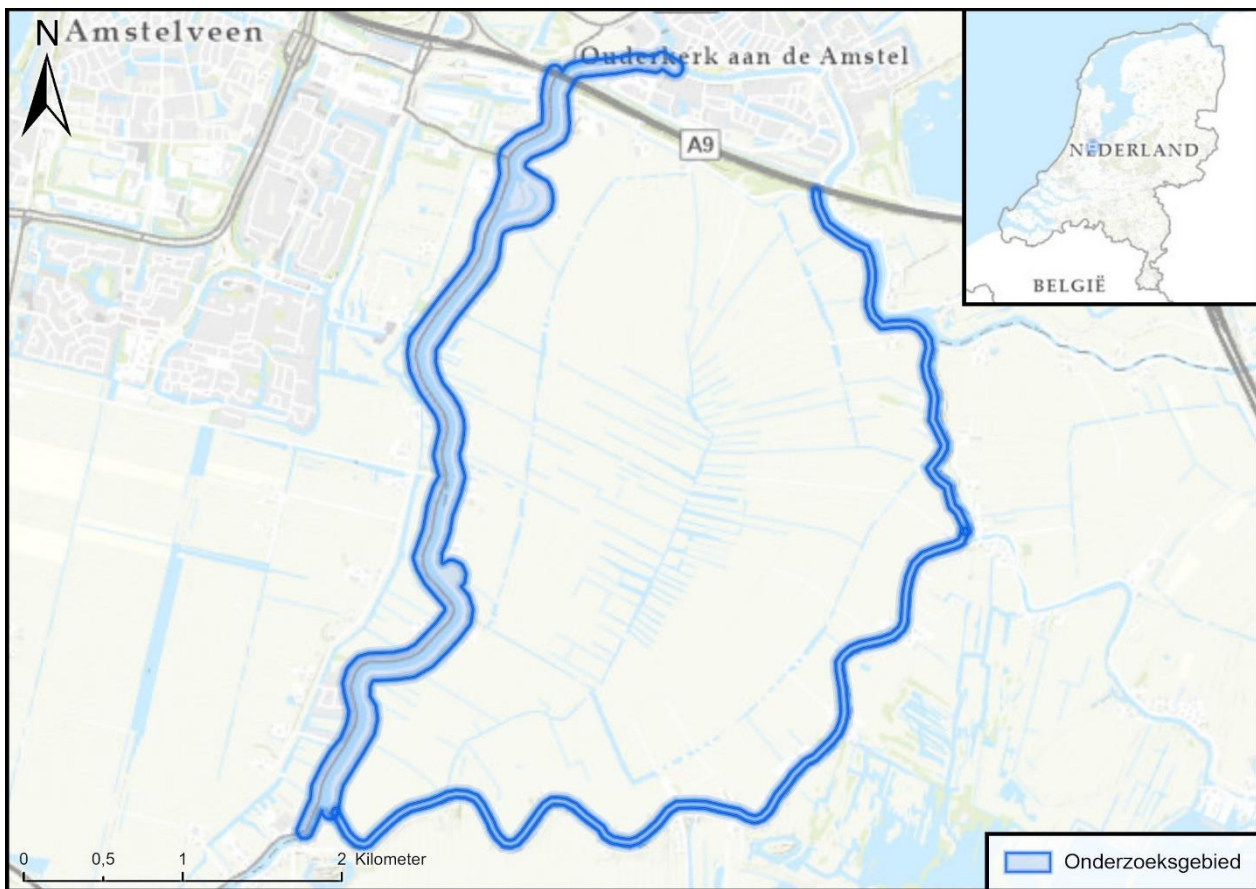 N
Amstelveen
Ouderkerk aan de Amstel
A9
NEDERLAND
BELGIË
0 0,5 1 2 Kilometer
Onderzoeksgebied